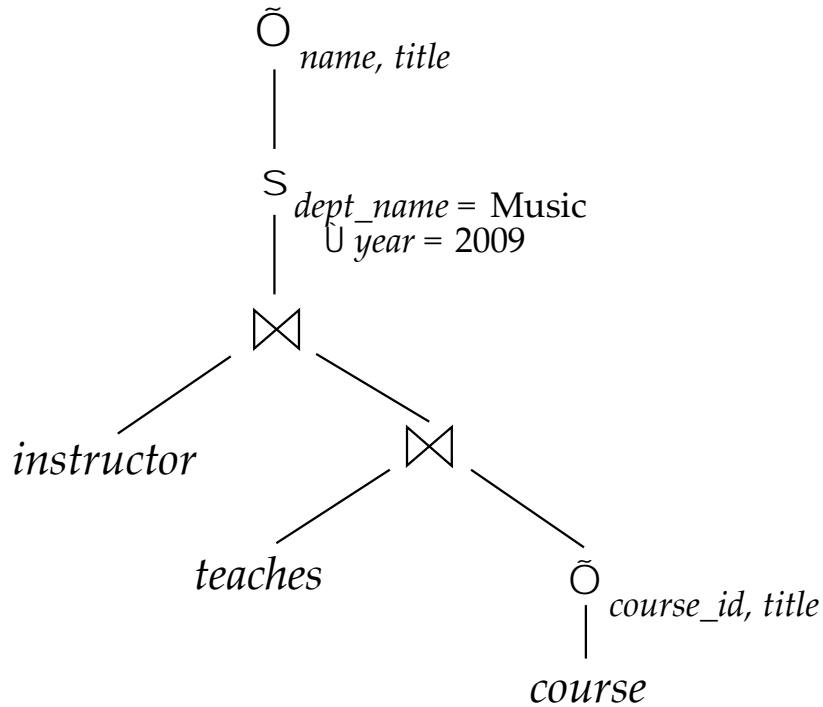 Õ name, title
s dept_name = Music
Ù year = 2009
⋈
instructor
⋈
teaches
Õ course_id, title
course